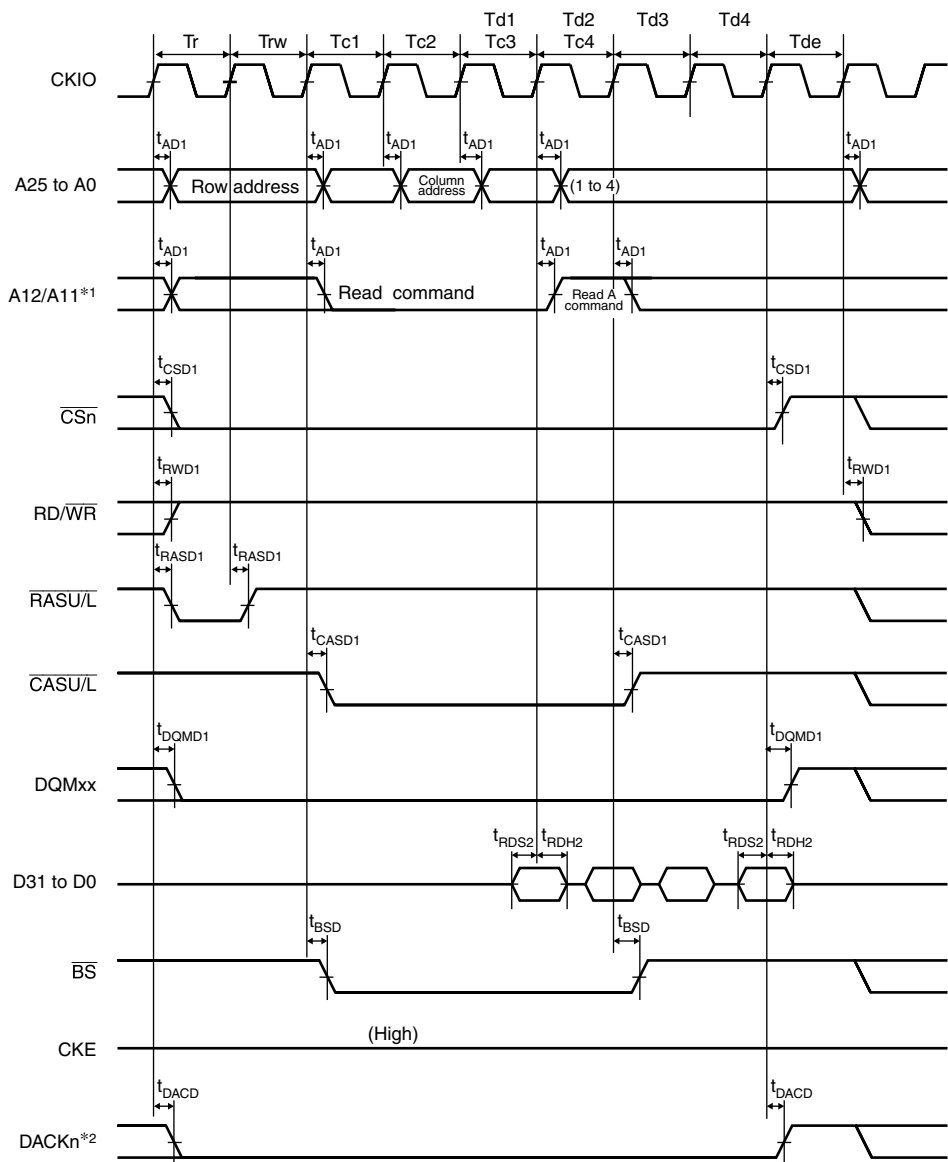 Td1 Td2 Td3 Td4
Tr Trw Tc1 Tc2 Tc3 Tc4 Tde
CKIO
tAD1 tAD1 tAD1 tAD1 tAD1 tAD1
A25 to A0 Row address Column address (1 to 4)
tAD1 tAD1 tAD1 tAD1
A12/A11*1 Read command Read A command
tCSD1 tCSD1
CSn
tRWD1 tRWD1
RD/WR
tRASD1 tRASD1
RASU/L
tCASD1 tCASD1
CASU/L
tDQMD1 tDQMD1
DQMxx
tRDS2 tRDH2 tRDS2 tRDH2
D31 to D0
tBSD tBSD
BS
(High)
CKE
tDACD tDACD
DACKn*2